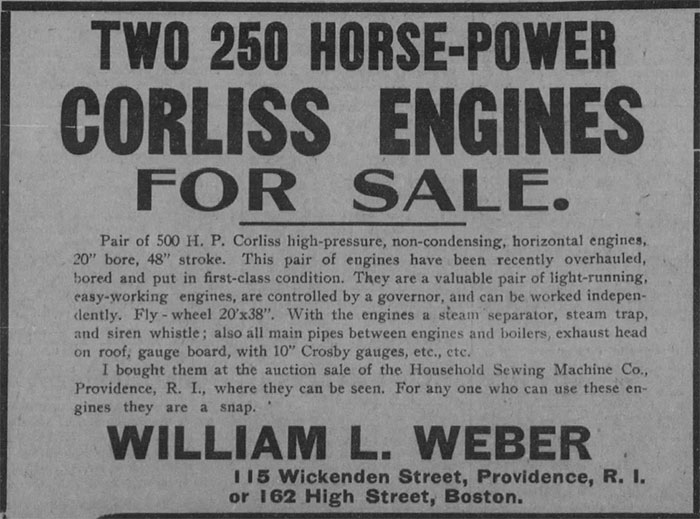 TWO 250 HORSE-POWER
CORLISS ENGINES
FOR SALE.
Pair of 500 H. P. Corliss high-pressure, non-condensing, horizontal engines,
20" bore, 48" stroke. This pair of engines have been recently overhauled,
bored and put in first-class condition. They are a valuable pair of light-running,
easy-working engines, are controlled by a governor, and can be worked indepen-
dently. Fly-wheel 20'x38". With the engines a steam separator, steam trap,
and siren whistle; also all main pipes between engines and boilers, exhaust head
on roof, gauge board, with 10" Crosby gauges, etc., etc.
I bought them at the auction sale of the Household Sewing Machine Co.,
Providence, R. I., where they can be seen. For any one who can use these en-
gines they are a snap.
WILLIAM L. WEBER
115 Wickenden Street, Providence, R. I.
or 162 High Street, Boston.